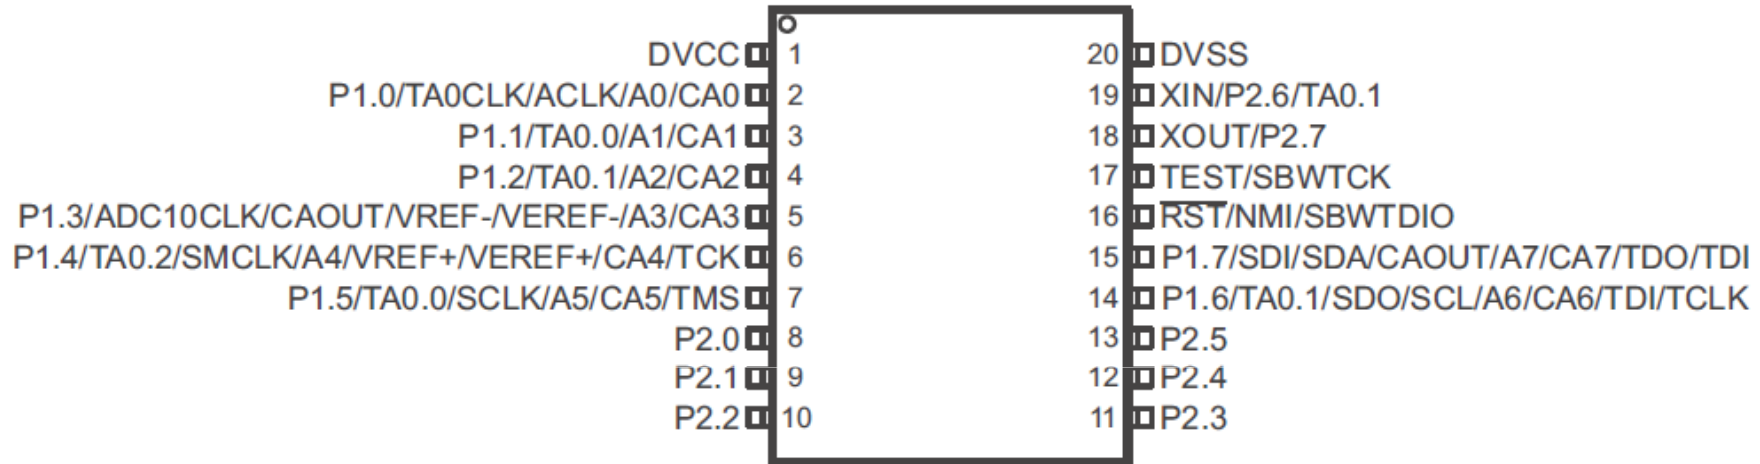 DVCC 1 20 DVSS
P1.0/TA0CLK/ACLK/A0/CA0 2 19 XIN/P2.6/TA0.1
P1.1/TA0.0/A1/CA1 3 18 XOUT/P2.7
P1.2/TA0.1/A2/CA2 4 17 TEST/SBWTCK
P1.3/ADC10CLK/CAOUT/VREF-/VEREF-/A3/CA3 5 16 RST/NMI/SBWTDIO
P1.4/TA0.2/SMCLK/A4/VREF+/VEREF+/CA4/TCK 6 15 P1.7/SDI/SDA/CAOUT/A7/CA7/TDO/TDI
P1.5/TA0.0/SCLK/A5/CA5/TMS 7 14 P1.6/TA0.1/SDO/SCL/A6/CA6/TDI/TCLK
P2.0 8 13 P2.5
P2.1 9 12 P2.4
P2.2 10 11 P2.3